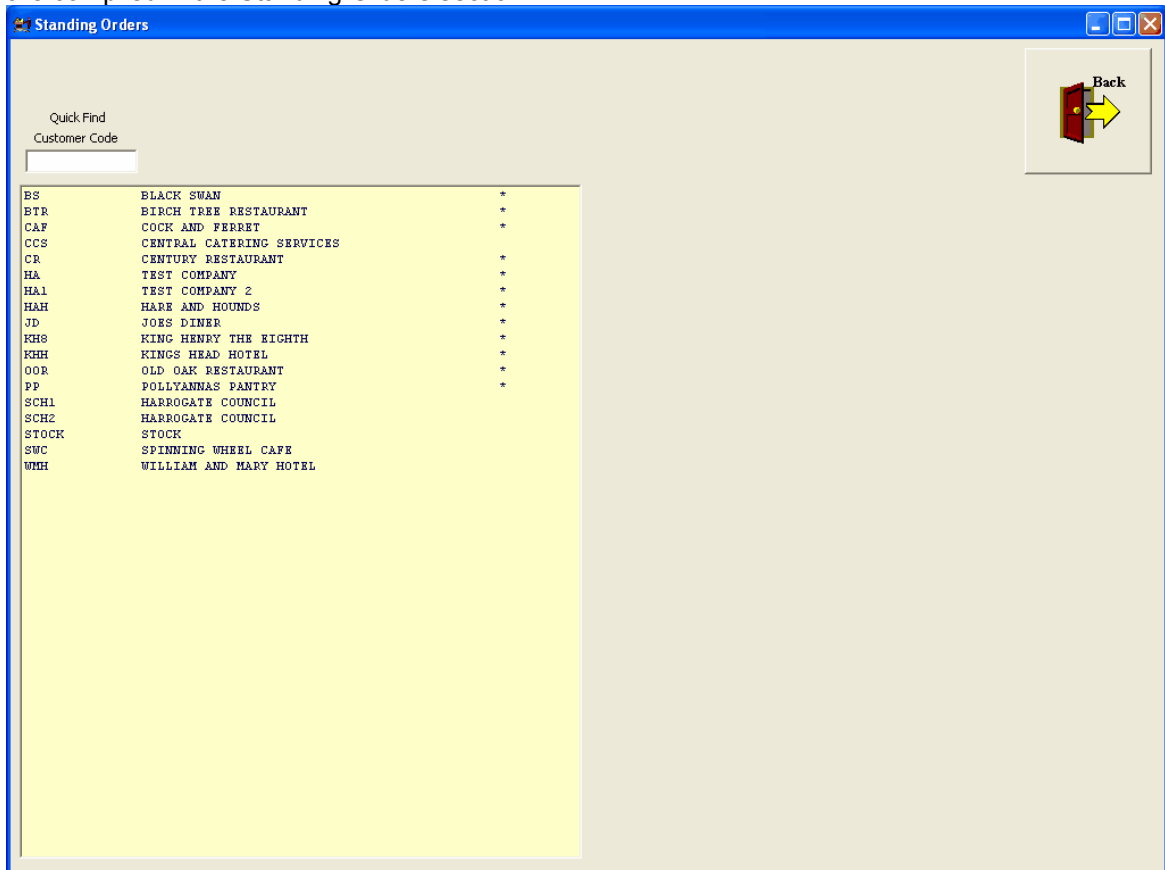 Standing Orders
Back
Quick Find
Customer Code
BS BLACK SWAN *
BTR BIRCH TREE RESTAURANT *
CAF COCK AND FERRET *
CCS CENTRAL CATERING SERVICES
CR CENTURY RESTAURANT *
HA TEST COMPANY *
HA1 TEST COMPANY 2 *
HAH HARE AND HOUNDS *
JD JOES DINER *
KH8 KING HENRY THE EIGHTH *
KHH KINGS HEAD HOTEL *
OOR OLD OAK RESTAURANT *
PP POLLYANNAS PANTRY *
SCH1 HARROGATE COUNCIL
SCH2 HARROGATE COUNCIL
STOCK STOCK
SWC SPINNING WHEEL CAFE
WMH WILLIAM AND MARY HOTEL